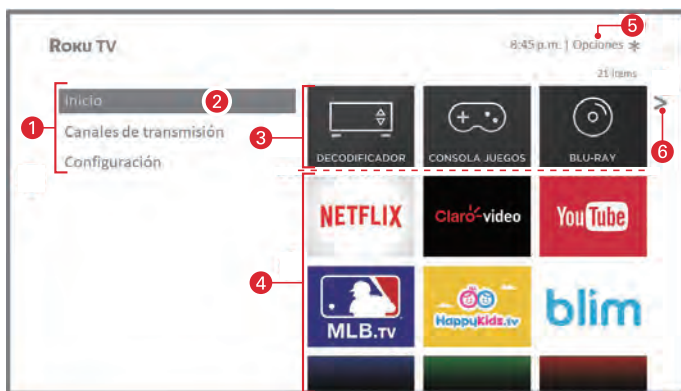 5
ROKU TV
8:45 p.m. | Opciones *
21 items
1
Inicio
2
Canales de transmisión
Configuración
3
DECODIFICADOR
CONSOLA JUEGOS
BLU-RAY
>
6
4
NETFLIX
Claro-video
YouTube
MLB.TV
HappyKids.tv
blim